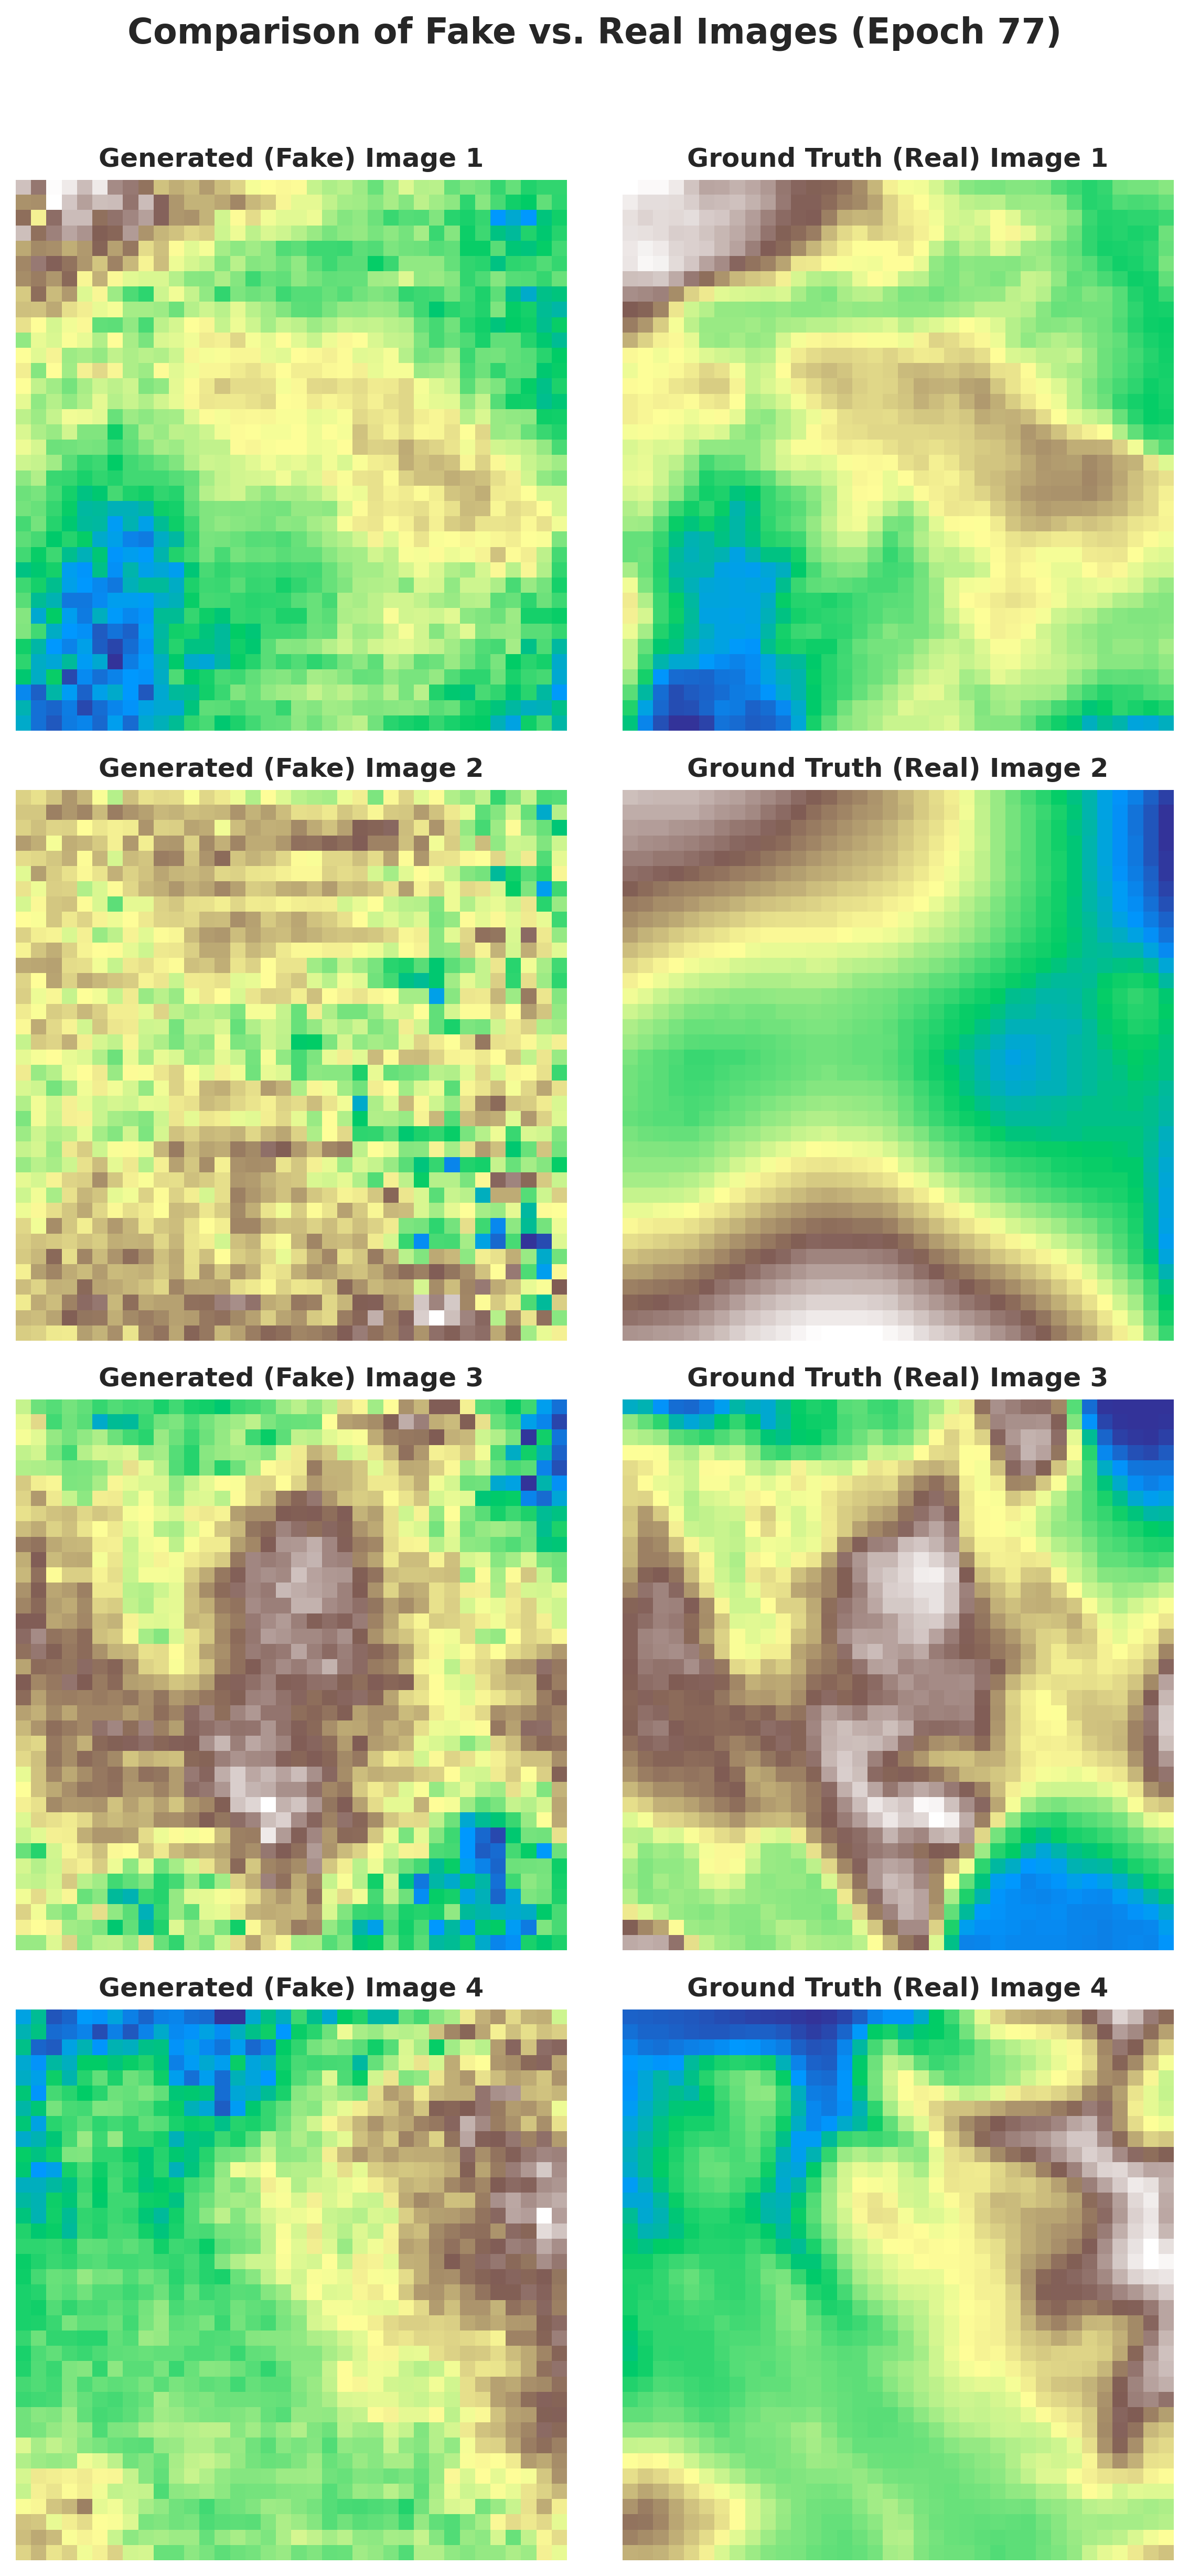 Comparison of Fake vs. Real Images (Epoch 77)
Generated (Fake) Image 1
Ground Truth (Real) Image 1
Generated (Fake) Image 2
Ground Truth (Real) Image 2
Generated (Fake) Image 3
Ground Truth (Real) Image 3
Generated (Fake) Image 4
Ground Truth (Real) Image 4